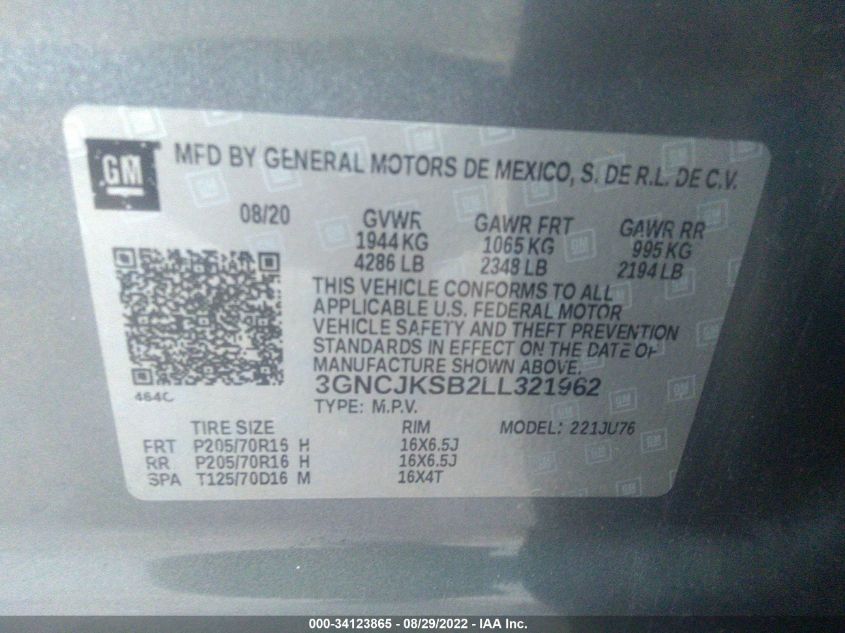 GM
MFD BY GENERAL MOTORS DE MEXICO, S. DE R.L. DE C.V.
08/20 GVWR GAWR FRT GAWR RR
1944 KG 1065 KG 995 KG
4286 LB 2348 LB 2194 LB
THIS VEHICLE CONFORMS TO ALL
APPLICABLE U.S. FEDERAL MOTOR
VEHICLE SAFETY AND THEFT PREVENTION
STANDARDS IN EFFECT ON THE DATE OF
MANUFACTURE SHOWN ABOVE.
3GNCJKSB2LL321962
464C
TYPE: M.P.V.
TIRE SIZE RIM MODEL: 221JU76
FRT P205/70R16 H 16X6.5J
RR P205/70R16 H 16X6.5J
SPA T125/70D16 M 16X4T
000-34123865 - 08/29/2022 - IAA Inc.